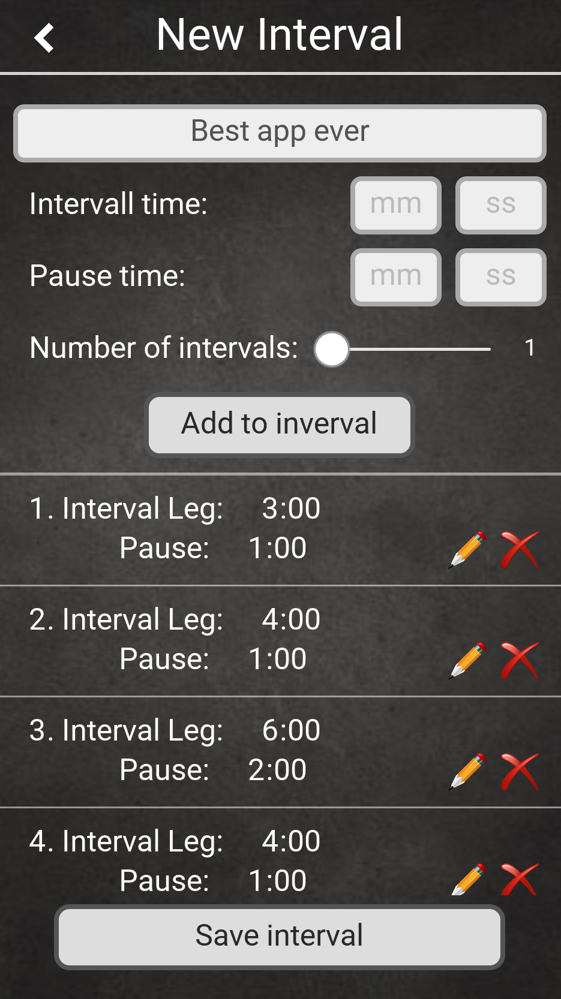 New Interval
Best app ever
Intervall time: mm ss
Pause time: mm ss
Number of intervals: 1
Add to inverval
1. Interval Leg: 3:00
Pause: 1:00
2. Interval Leg: 4:00
Pause: 1:00
3. Interval Leg: 6:00
Pause: 2:00
4. Interval Leg: 4:00
Pause: 1:00
Save interval